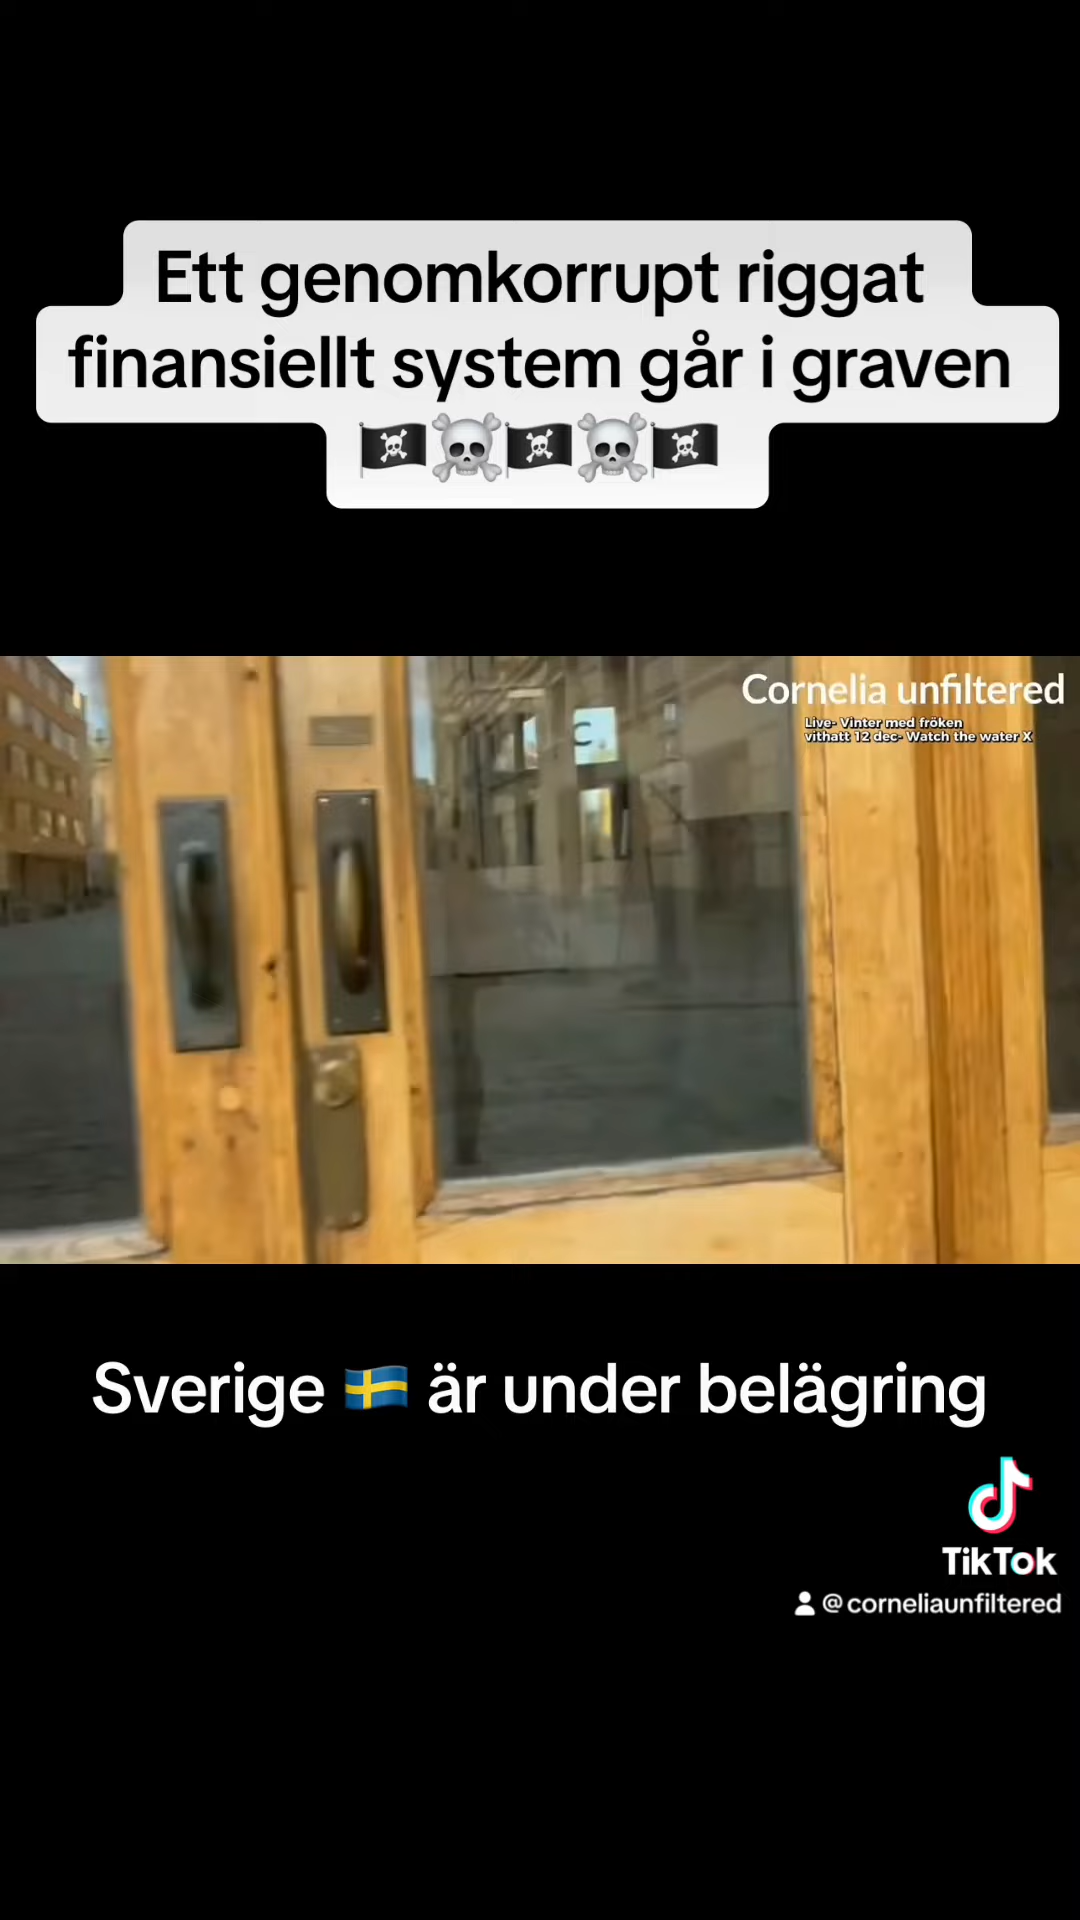 Ett genomkorrupt riggat
finansiellt system går i graven
🏴‍☠️☠️🏴‍☠️☠️🏴‍☠️
Cornelia unfiltered
Live- Vinter med fröken
vithatt 12 dec- Watch the water X
C
Sverige 🇸🇪 är under belägring
TikTok
@corneliaunfiltered